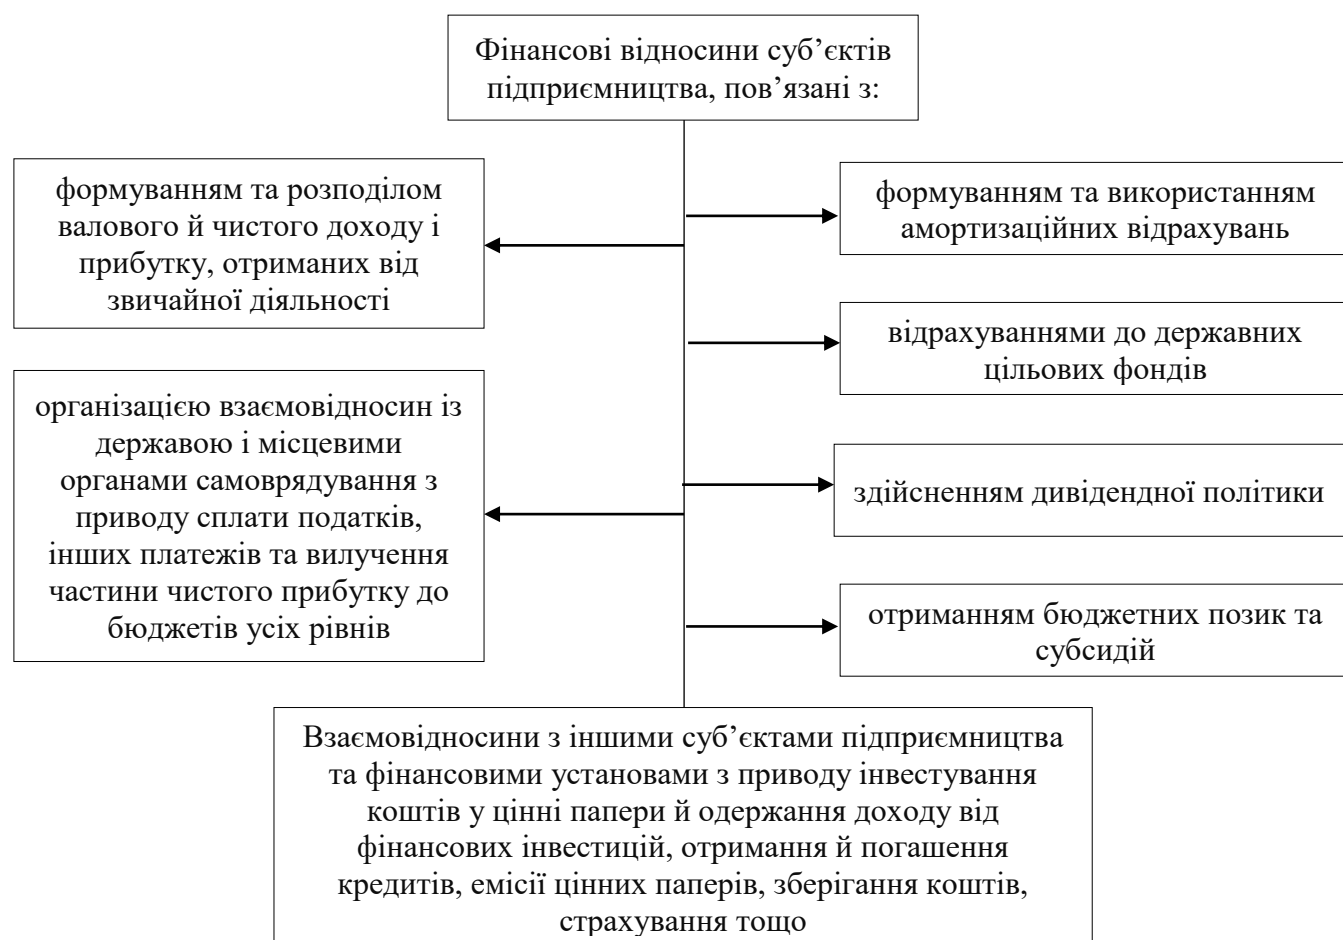 Фінансові відносини суб’єктів
підприємництва, пов’язані з:
формуванням та розподілом
валового й чистого доходу і
прибутку, отриманих від
звичайної діяльності
організацією взаємовідносин із
державою і місцевими
органами самоврядування з
приводу сплати податків,
інших платежів та вилучення
частини чистого прибутку до
бюджетів усіх рівнів
формуванням та використанням
амортизаційних відрахувань
відрахуваннями до державних
цільових фондів
здійсненням дивідендної політики
отриманням бюджетних позик та
субсидій
Взаємовідносини з іншими суб’єктами підприємництва
та фінансовими установами з приводу інвестування
коштів у цінні папери й одержання доходу від
фінансових інвестицій, отримання й погашення
кредитів, емісії цінних паперів, зберігання коштів,
страхування тощо